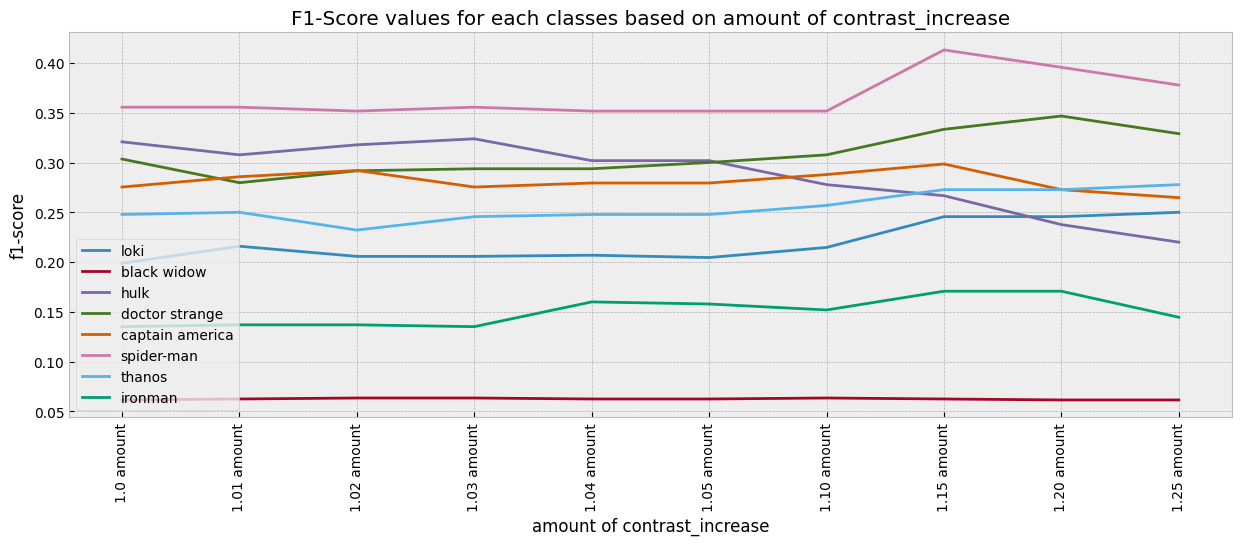 F1-Score values for each classes based on amount of contrast_increase
f1-score
0.40
0.35
0.30
0.25
0.20
0.15
0.10
0.05
loki
black widow
hulk
doctor strange
captain america
spider-man
thanos
ironman
1.0 amount
1.01 amount
1.02 amount
1.03 amount
1.04 amount
1.05 amount
1.10 amount
1.15 amount
1.20 amount
1.25 amount
amount of contrast_increase